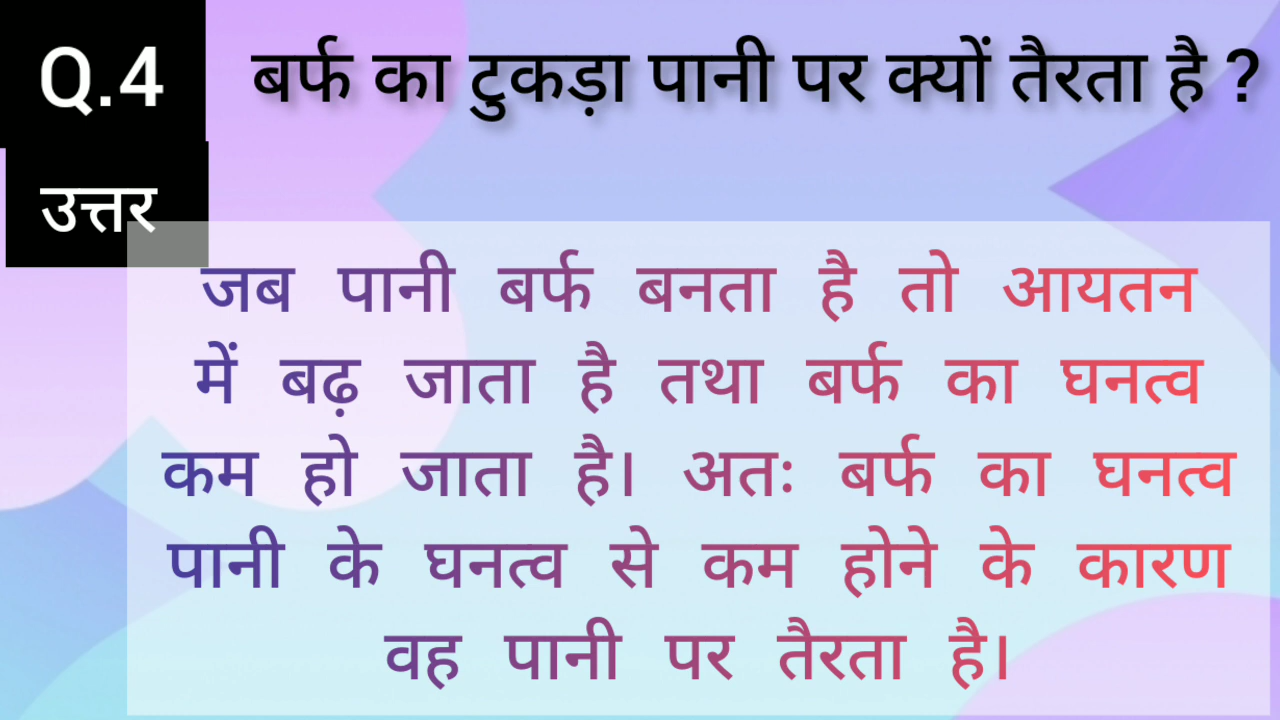 Q.4 बर्फ का टुकड़ा पानी पर क्यों तैरता है ?
उत्तर
जब पानी बर्फ बनता है तो आयतन
में बढ़ जाता है तथा बर्फ का घनत्व
कम हो जाता है। अतः बर्फ का घनत्व
पानी के घनत्व से कम होने के कारण
वह पानी पर तैरता है।